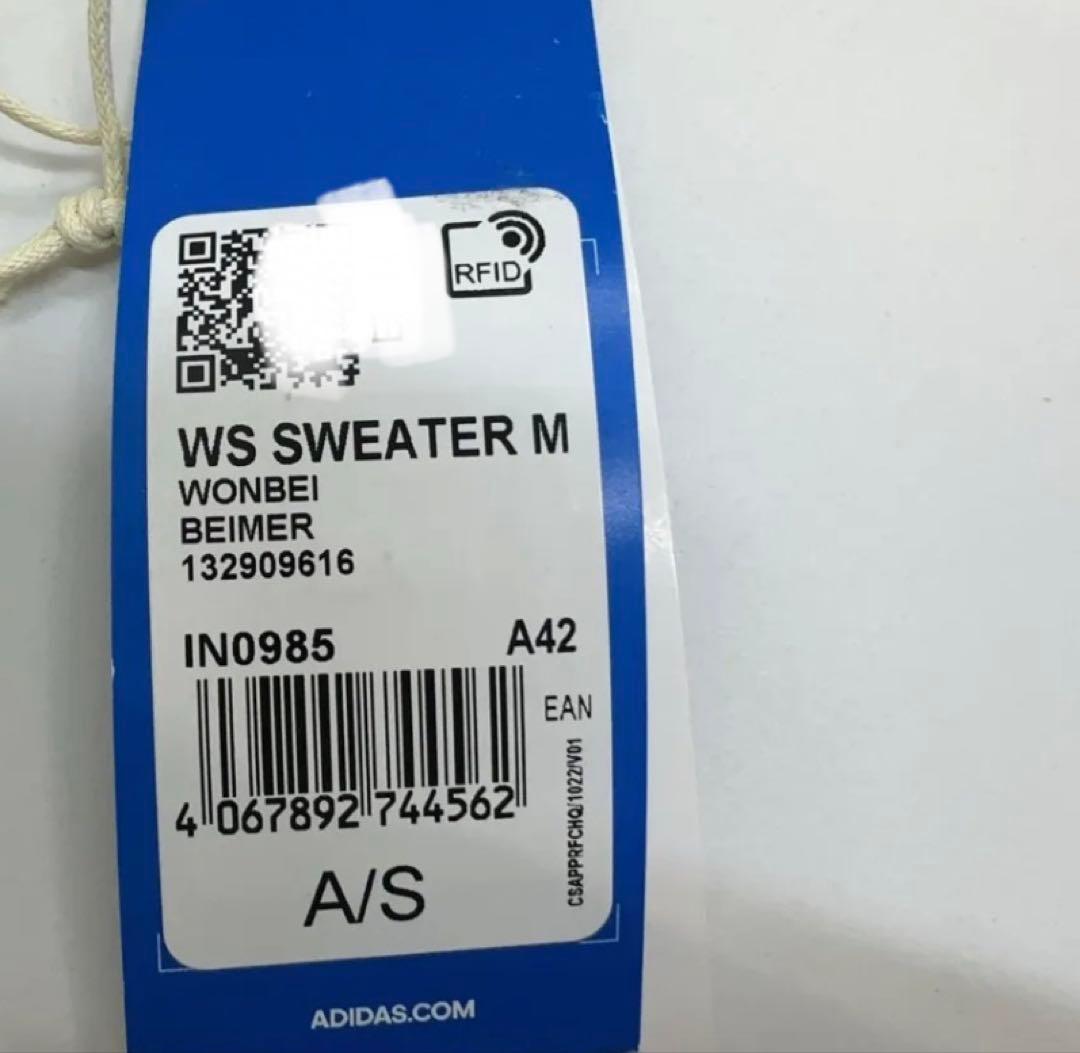 RFID
WS SWEATER M
WONBEI
BEIMER
132909616
IN0985 A42
EAN
4 067892 744562
CSAPPRFCHQ/1022/V01
A/S
ADIDAS.COM